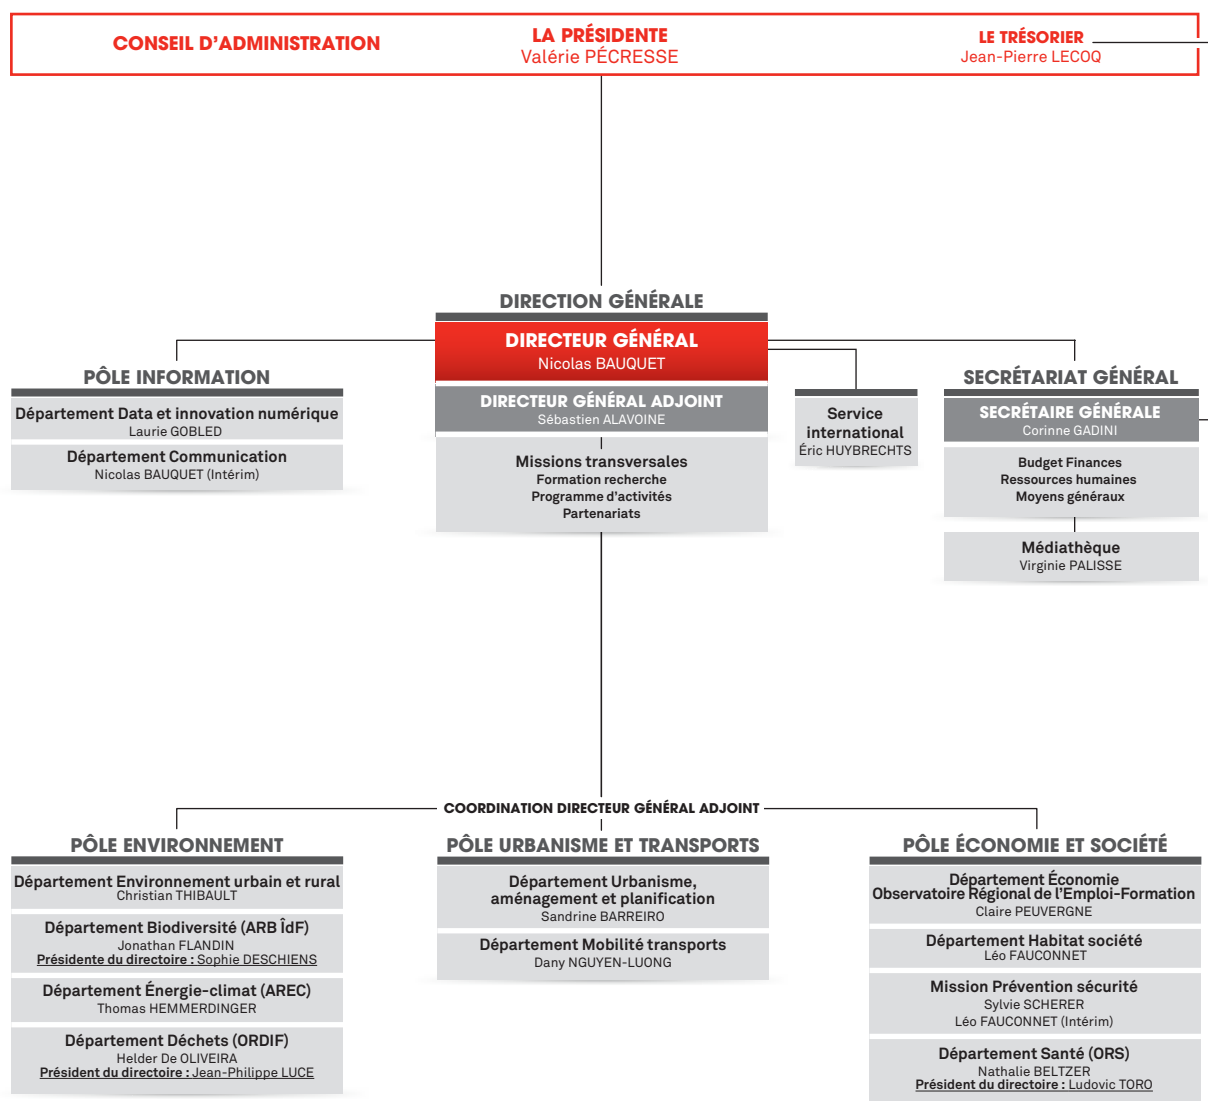 CONSEIL D’ADMINISTRATION
LA PRÉSIDENTE
Valérie PÉCRESSE
LE TRÉSORIER
Jean-Pierre LECOQ
DIRECTION GÉNÉRALE
DIRECTEUR GÉNÉRAL
Nicolas BAUQUET
DIRECTEUR GÉNÉRAL ADJOINT
Sébastien ALAVOINE
Missions transversales
Formation recherche
Programme d’activités
Partenariats
PÔLE INFORMATION
Département Data et innovation numérique
Laurie GOBLED
Département Communication
Nicolas BAUQUET (Intérim)
Service
international
Éric HUYBRECHTS
SECRÉTARIAT GÉNÉRAL
SECRÉTAIRE GÉNÉRALE
Corinne GADINI
Budget Finances
Ressources humaines
Moyens généraux
Médiathèque
Virginie PALISSE
COORDINATION DIRECTEUR GÉNÉRAL ADJOINT
PÔLE ENVIRONNEMENT
Département Environnement urbain et rural
Christian THIBAULT
Département Biodiversité (ARB ÎdF)
Jonathan FLANDIN
Présidente du directoire : Sophie DESCHIENS
Département Énergie-climat (AREC)
Thomas HEMMERDINGER
Département Déchets (ORDIF)
Helder De OLIVEIRA
Président du directoire : Jean-Philippe LUCE
PÔLE URBANISME ET TRANSPORTS
Département Urbanisme,
aménagement et planification
Sandrine BARREIRO
Département Mobilité transports
Dany NGUYEN-LUONG
PÔLE ÉCONOMIE ET SOCIÉTÉ
Département Économie
Observatoire Régional de l’Emploi-Formation
Claire PEUVERGNE
Département Habitat société
Léo FAUCONNET
Mission Prévention sécurité
Sylvie SCHERER
Léo FAUCONNET (Intérim)
Département Santé (ORS)
Nathalie BELTZER
Président du directoire : Ludovic TORO